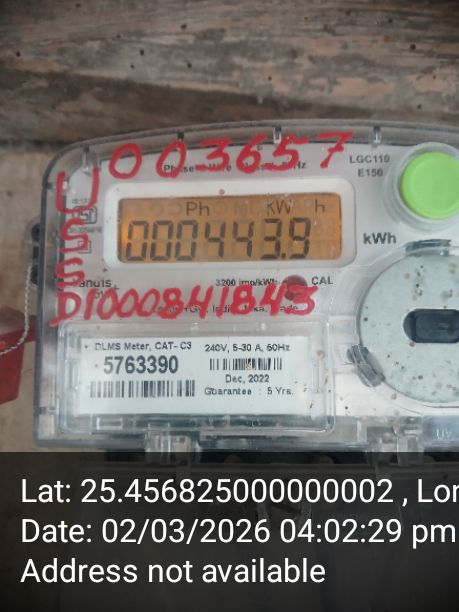 U003657
LGC110
E150
000443.9
kWh
3200 imp/kWh
CAL
USS
D1000841843
DLMS Meter, CAT- C3
240V, 5-30 A, 50Hz
5763390
Dec, 2022
Guarantee : 5 Yrs.
Lat: 25.456825000000002 , Lon
Date: 02/03/2026 04:02:29 pm
Address not available